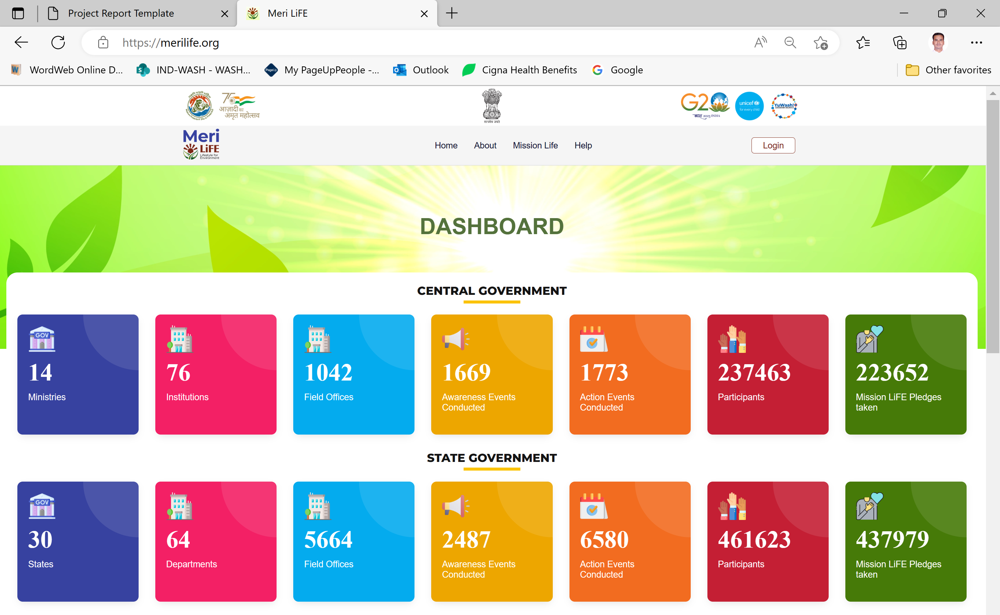 Project Report Template
Meri LiFE
https://merilife.org
WordWeb Online D...
IND-WASH - WASH...
My PageUpPeople -...
Outlook
Cigna Health Benefits
Google
Other favorites
75
आज़ादी का
अमृत महोत्सव
सत्यमेव जयते
G20
भारत 2023 INDIA
unicef
for every child
YuWaah!
GENERATION UNLIMITED
Meri
LiFE
Lifestyle for
Environment
Home
About
Mission Life
Help
Login
DASHBOARD
CENTRAL GOVERNMENT
GOV
14
Ministries
76
Institutions
1042
Field Offices
1669
Awareness Events
Conducted
1773
Action Events
Conducted
237463
Participants
223652
Mission LiFE Pledges
taken
STATE GOVERNMENT
GOV
30
States
64
Departments
5664
Field Offices
2487
Awareness Events
Conducted
6580
Action Events
Conducted
461623
Participants
437979
Mission LiFE Pledges
taken